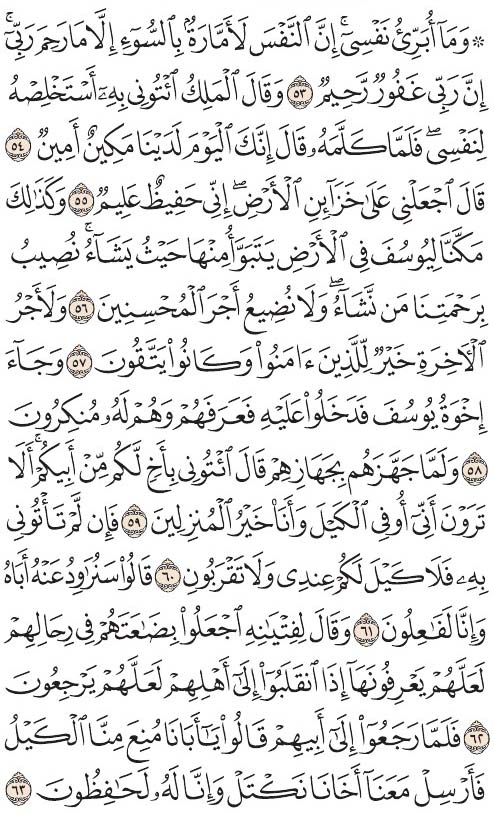 ۞ وَمَآ أُبَرِّئُ نَفْسِىٓ ۚ إِنَّ ٱلنَّفْسَ لَأَمَّارَةٌۢ بِٱلسُّوٓءِ إِلَّا مَا رَحِمَ رَبِّىٓ ۚ
إِنَّ رَبِّى غَفُورٌ رَّحِيمٌ ٥٣ وَقَالَ ٱلْمَلِكُ ٱئْتُونِى بِهِۦٓ أَسْتَخْلِصْهُ
لِنَفْسِى ۖ فَلَمَّا كَلَّمَهُۥ قَالَ إِنَّكَ ٱلْيَوْمَ لَدَيْنَا مَكِينٌ أَمِينٌ ٥٤
قَالَ ٱجْعَلْنِى عَلَىٰ خَزَآئِنِ ٱلْأَرْضِ ۖ إِنِّى حَفِيظٌ عَلِيمٌ ٥٥ وَكَذَٰلِكَ
مَكَّنَّا لِيُوسُفَ فِى ٱلْأَرْضِ يَتَبَوَّأُ مِنْهَا حَيْثُ يَشَآءُ ۚ نُصِيبُ
بِرَحْمَتِنَا مَن نَّشَآءُ ۖ وَلَا نُضِيعُ أَجْرَ ٱلْمُحْسِنِينَ ٥٦ وَلَأَجْرُ
ٱلْءَاخِرَةِ خَيْرٌ لِّلَّذِينَ ءَامَنُوا۟ وَكَانُوا۟ يَتَّقُونَ ٥٧ وَجَآءَ
إِخْوَةُ يُوسُفَ فَدَخَلُوا۟ عَلَيْهِ فَعَرَفَهُمْ وَهُمْ لَهُۥ مُنكِرُونَ
٥٨ وَلَمَّا جَهَّزَهُم بِجَهَازِهِمْ قَالَ ٱئْتُونِى بِأَخٍ لَّكُم مِّنْ أَبِيكُمْ ۚ أَلَا
تَرَوْنَ أَنِّىٓ أُوفِى ٱلْكَيْلَ وَأَنَا۠ خَيْرُ ٱلْمُنزِلِينَ ٥٩ فَإِن لَّمْ تَأْتُونِى
بِهِۦ فَلَا كَيْلَ لَكُمْ عِندِى وَلَا تَقْرَبُونِ ٦٠ قَالُوا۟ سَنُرَٰوِدُ عَنْهُ أَبَاهُ
وَإِنَّا لَفَٰعِلُونَ ٦١ وَقَالَ لِفِتْيَٰنِهِ ٱجْعَلُوا۟ بِضَٰعَتَهُمْ فِى رِحَالِهِمْ
لَعَلَّهُمْ يَعْرِفُونَهَآ إِذَا ٱنقَلَبُوٓا۟ إِلَىٰٓ أَهْلِهِمْ لَعَلَّهُمْ يَرْجِعُونَ
٦٢ فَلَمَّا رَجَعُوٓا۟ إِلَىٰٓ أَبِيهِمْ قَالُوا۟ يَٰٓأَبَانَا مُنِعَ مِنَّا ٱلْكَيْلُ
فَأَرْسِلْ مَعَنَآ أَخَانَا نَكْتَلْ وَإِنَّا لَهُۥ لَحَٰفِظُونَ ٦٣